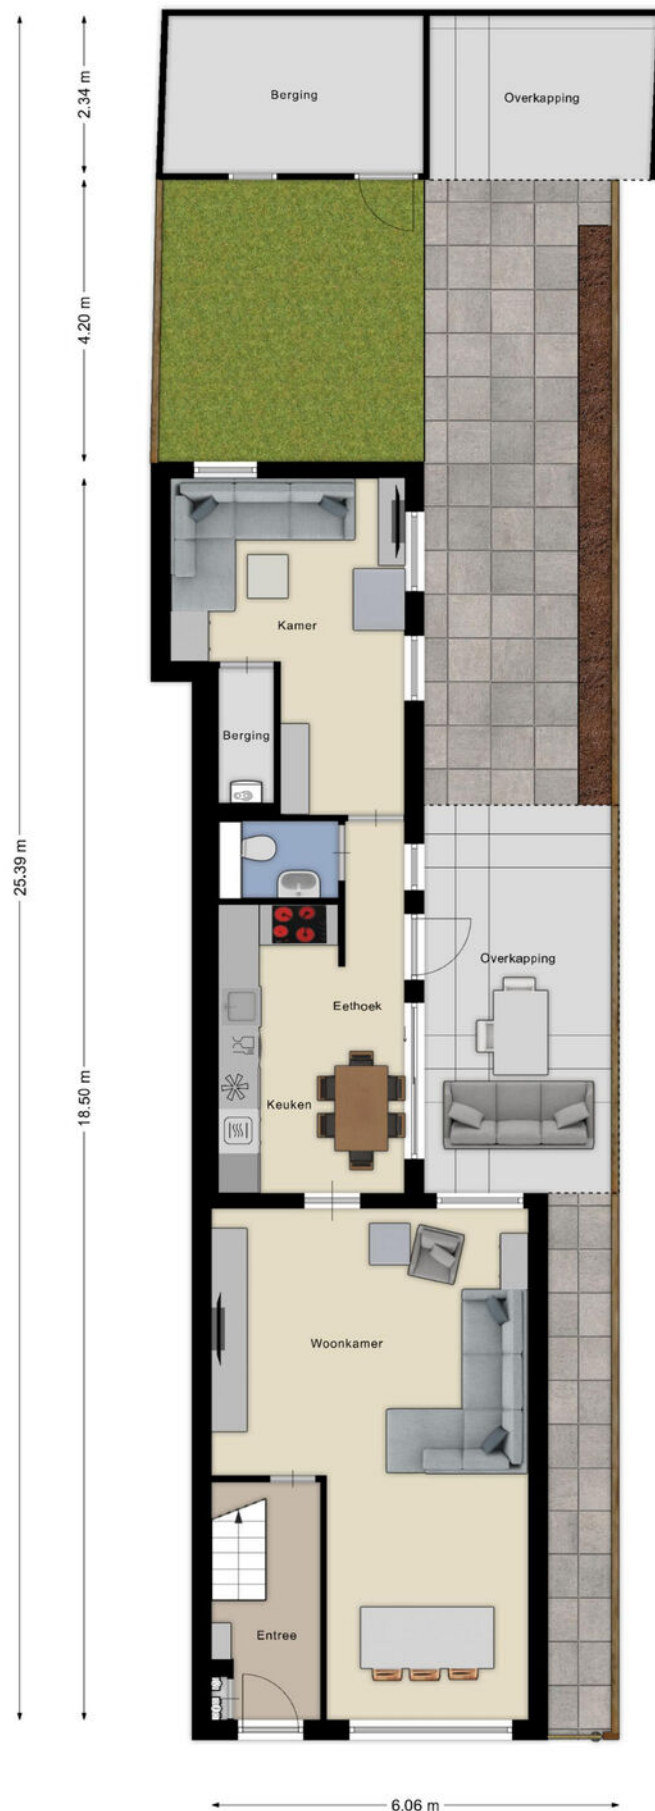 2.34 m
Berging
Overkapping
4.20 m
Kamer
Berging
25.39 m
Overkapping
Eethoek
18.50 m
Keuken
Woonkamer
Entree
6.06 m